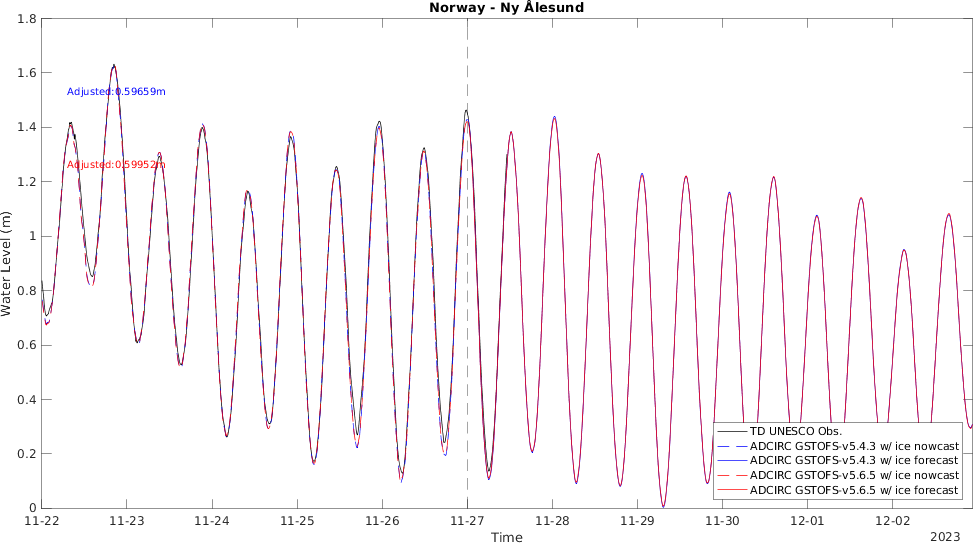 Norway - Ny Ålesund
1.8
1.6
1.4
1.2
1
0.8
0.6
0.4
0.2
0
Water Level (m)
Adjusted:0.59659m
Adjusted:0.59952m
TD UNESCO Obs.
ADCIRC GSTOFS-v5.4.3 w/ ice nowcast
ADCIRC GSTOFS-v5.4.3 w/ ice forecast
ADCIRC GSTOFS-v5.6.5 w/ ice nowcast
ADCIRC GSTOFS-v5.6.5 w/ ice forecast
11-22 11-23 11-24 11-25 11-26 11-27 11-28 11-29 11-30 12-01 12-02
Time
2023